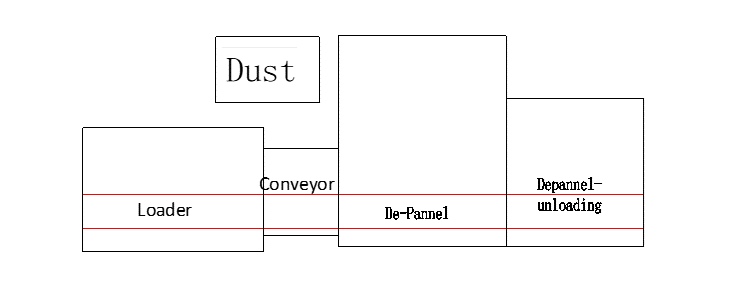 Dust
Conveyor
Loader
De-Pannel
Depannel-
unloading